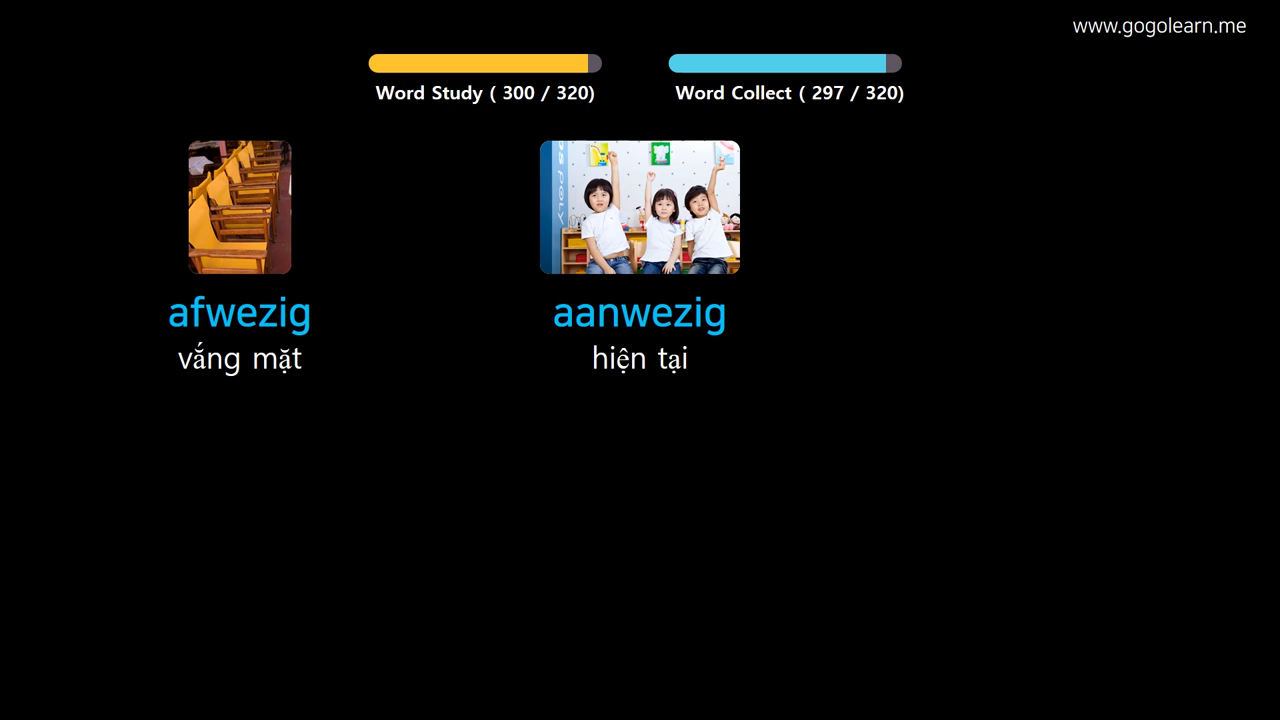 www.gogolearn.me
Word Study ( 300 / 320)
Word Collect ( 297 / 320)
afwezig
aanwezig
vắng mặt
hiện tại